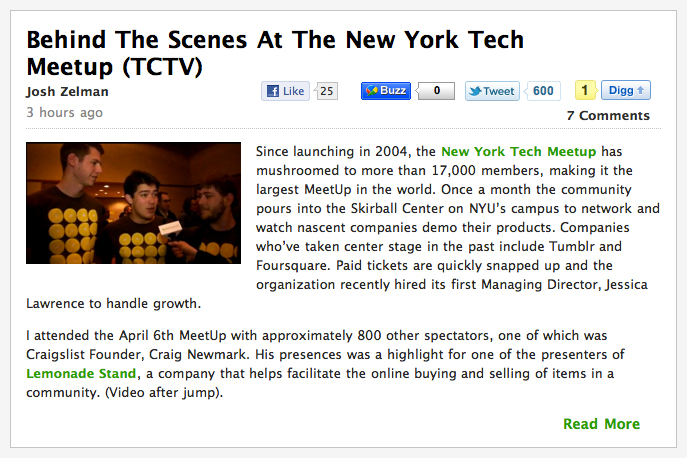 Behind The Scenes At The New York Tech
Meetup (TCTV)
Josh Zelman
Like 25
Buzz 0
Tweet 600
1 Digg
3 hours ago
7 Comments
Since launching in 2004, the New York Tech Meetup has
mushroomed to more than 17,000 members, making it the
largest MeetUp in the world. Once a month the community
pours into the Skirball Center on NYU's campus to network and
watch nascent companies demo their products. Companies
who've taken center stage in the past include Tumblr and
Foursquare. Paid tickets are quickly snapped up and the
organization recently hired its first Managing Director, Jessica
Lawrence to handle growth.
I attended the April 6th MeetUp with approximately 800 other spectators, one of which was
Craigslist Founder, Craig Newmark. His presences was a highlight for one of the presenters of
Lemonade Stand, a company that helps facilitate the online buying and selling of items in a
community. (Video after jump).
Read More